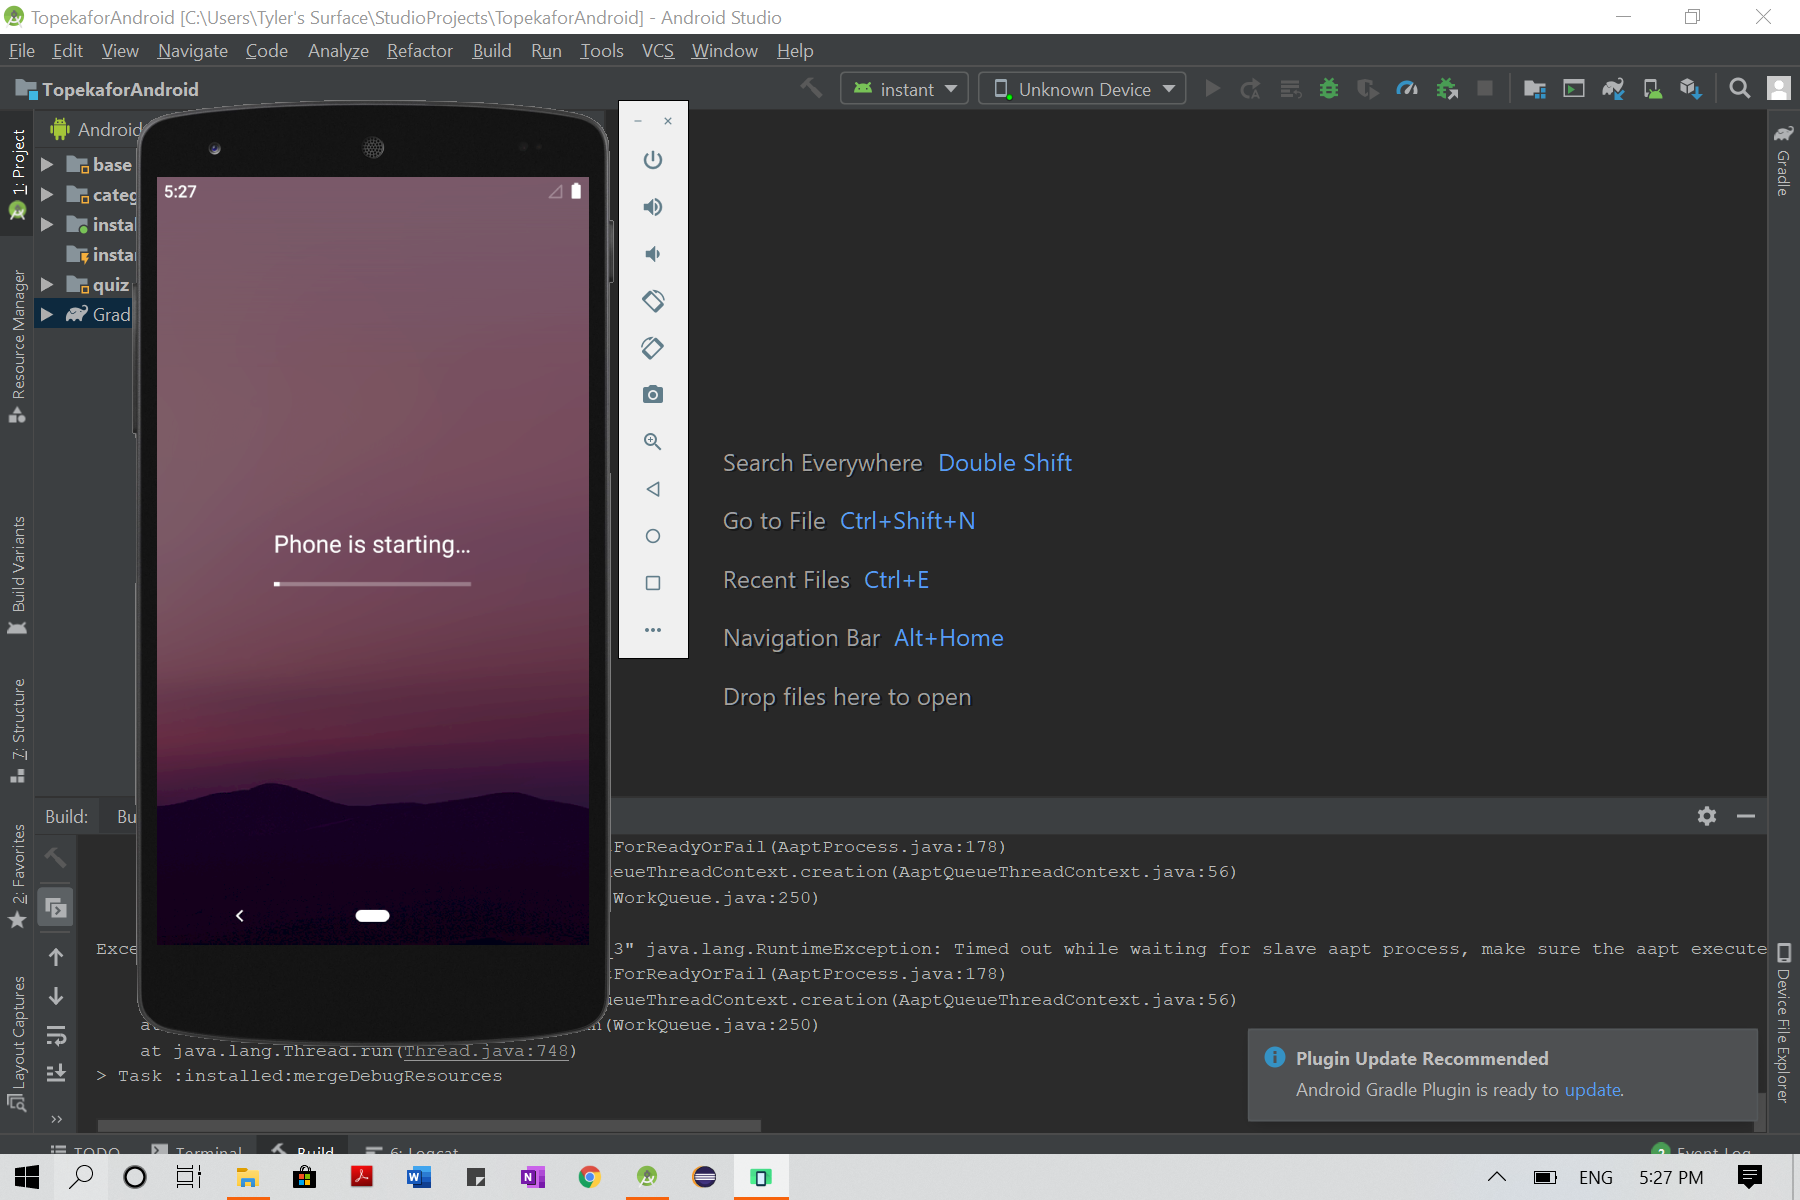 TopekaforAndroid [C:\Users\Tyler's Surface\StudioProjects\TopekaforAndroid] - Android Studio
File Edit View Navigate Code Analyze Refactor Build Run Tools VCS Window Help
TopekaforAndroid
instant
Unknown Device
1: Project
Resource Manager
Build Variants
7: Structure
2: Favorites
Layout Captures
Android
base
categ
instal
insta
quiz
Grad
5:27
Phone is starting...
Search Everywhere Double Shift
Go to File Ctrl+Shift+N
Recent Files Ctrl+E
Navigation Bar Alt+Home
Drop files here to open
Gradle
Device File Explorer
Build:
Bu
ForReadyOrFail(AaptProcess.java:178)
eueThreadContext.creation(AaptQueueThreadContext.java:56)
(WorkQueue.java:250)
Exce _3" java.lang.RuntimeException: Timed out while waiting for slave aapt process, make sure the aapt execute
ForReadyOrFail(AaptProcess.java:178)
eueThreadContext.creation(AaptQueueThreadContext.java:56)
at n(WorkQueue.java:250)
at java.lang.Thread.run(Thread.java:748)
> Task :installed:mergeDebugResources
Plugin Update Recommended
Android Gradle Plugin is ready to update.
TODO Terminal Build 6: Logcat
2 Event Log
ENG 5:27 PM